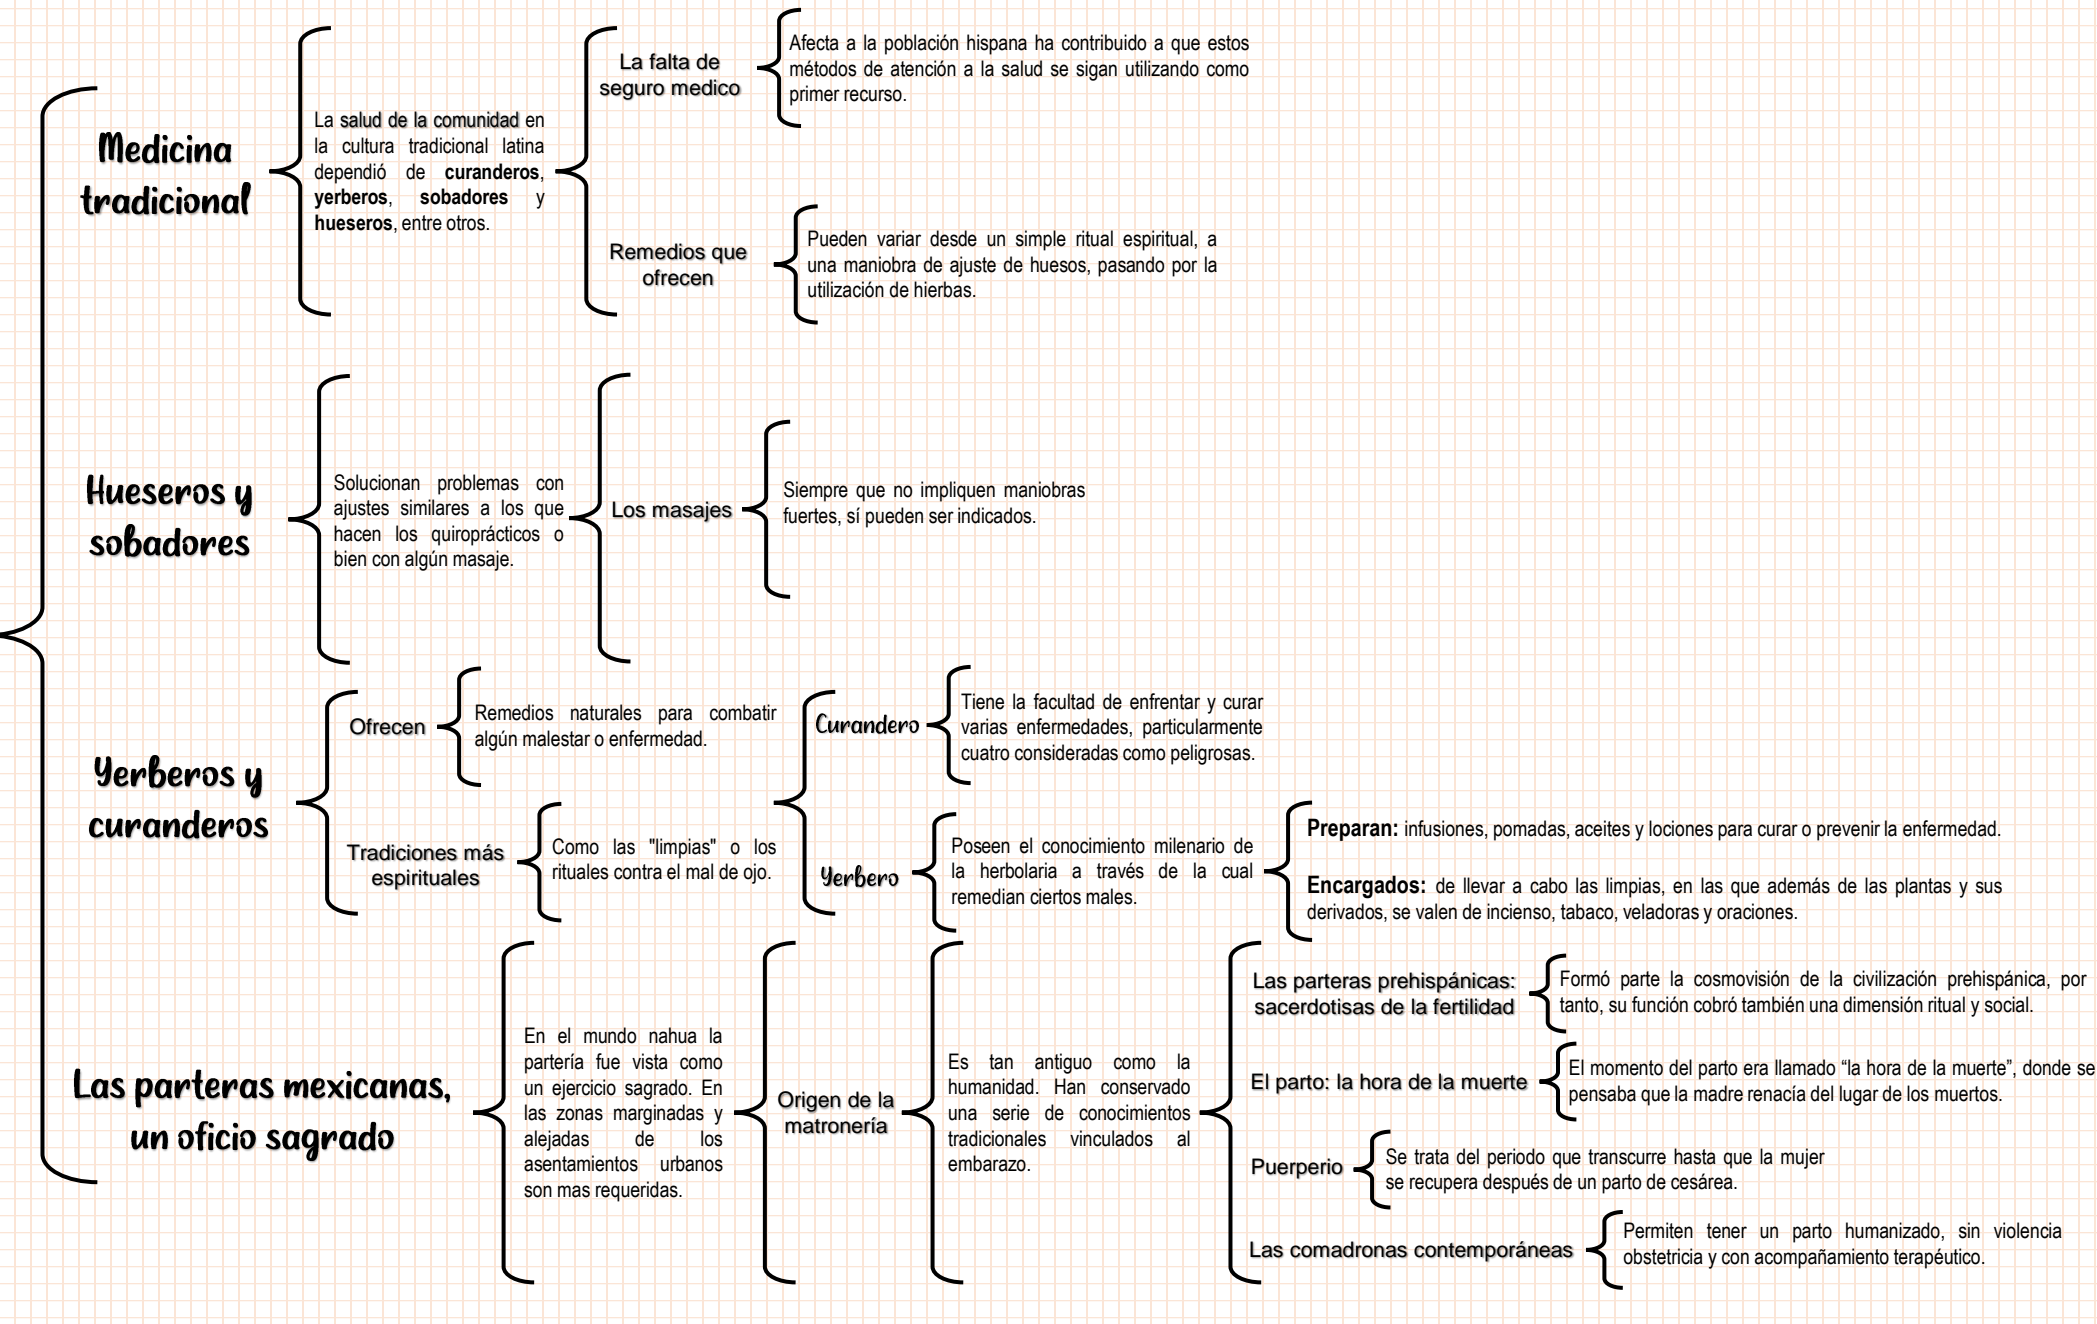 Medicina
tradicional
La salud de la comunidad en
la cultura tradicional latina
dependió de curanderos,
yerberos, sobadores y
hueseros, entre otros.
La falta de
seguro medico
Afecta a la población hispana ha contribuido a que estos
métodos de atención a la salud se sigan utilizando como
primer recurso.
Remedios que
ofrecen
Pueden variar desde un simple ritual espiritual, a
una maniobra de ajuste de huesos, pasando por la
utilización de hierbas.
Hueseros y
sobadores
Solucionan problemas con
ajustes similares a los que
hacen los quiroprácticos o
bien con algún masaje.
Los masajes
Siempre que no impliquen maniobras
fuertes, sí pueden ser indicados.
Yerberos y
curanderos
Ofrecen
Remedios naturales para combatir
algún malestar o enfermedad.
Tradiciones más
espirituales
Como las "limpias" o los
rituales contra el mal de ojo.
Curandero
Tiene la facultad de enfrentar y curar
varias enfermedades, particularmente
cuatro consideradas como peligrosas.
Yerbero
Poseen el conocimiento milenario de
la herbolaria a través de la cual
remedian ciertos males.
Preparan: infusiones, pomadas, aceites y lociones para curar o prevenir la enfermedad.
Encargados: de llevar a cabo las limpias, en las que además de las plantas y sus
derivados, se valen de incienso, tabaco, veladoras y oraciones.
Las parteras mexicanas,
un oficio sagrado
En el mundo nahua la
partería fue vista como
un ejercicio sagrado. En
las zonas marginadas y
alejadas de los
asentamientos urbanos
son mas requeridas.
Origen de la
matronería
Es tan antiguo como la
humanidad. Han conservado
una serie de conocimientos
tradicionales vinculados al
embarazo.
Las parteras prehispánicas:
sacerdotisas de la fertilidad
Formó parte la cosmovisión de la civilización prehispánica, por
tanto, su función cobró también una dimensión ritual y social.
El parto: la hora de la muerte
El momento del parto era llamado “la hora de la muerte”, donde se
pensaba que la madre renacía del lugar de los muertos.
Puerperio
Se trata del periodo que transcurre hasta que la mujer
se recupera después de un parto de cesárea.
Las comadronas contemporáneas
Permiten tener un parto humanizado, sin violencia
obstetricia y con acompañamiento terapéutico.